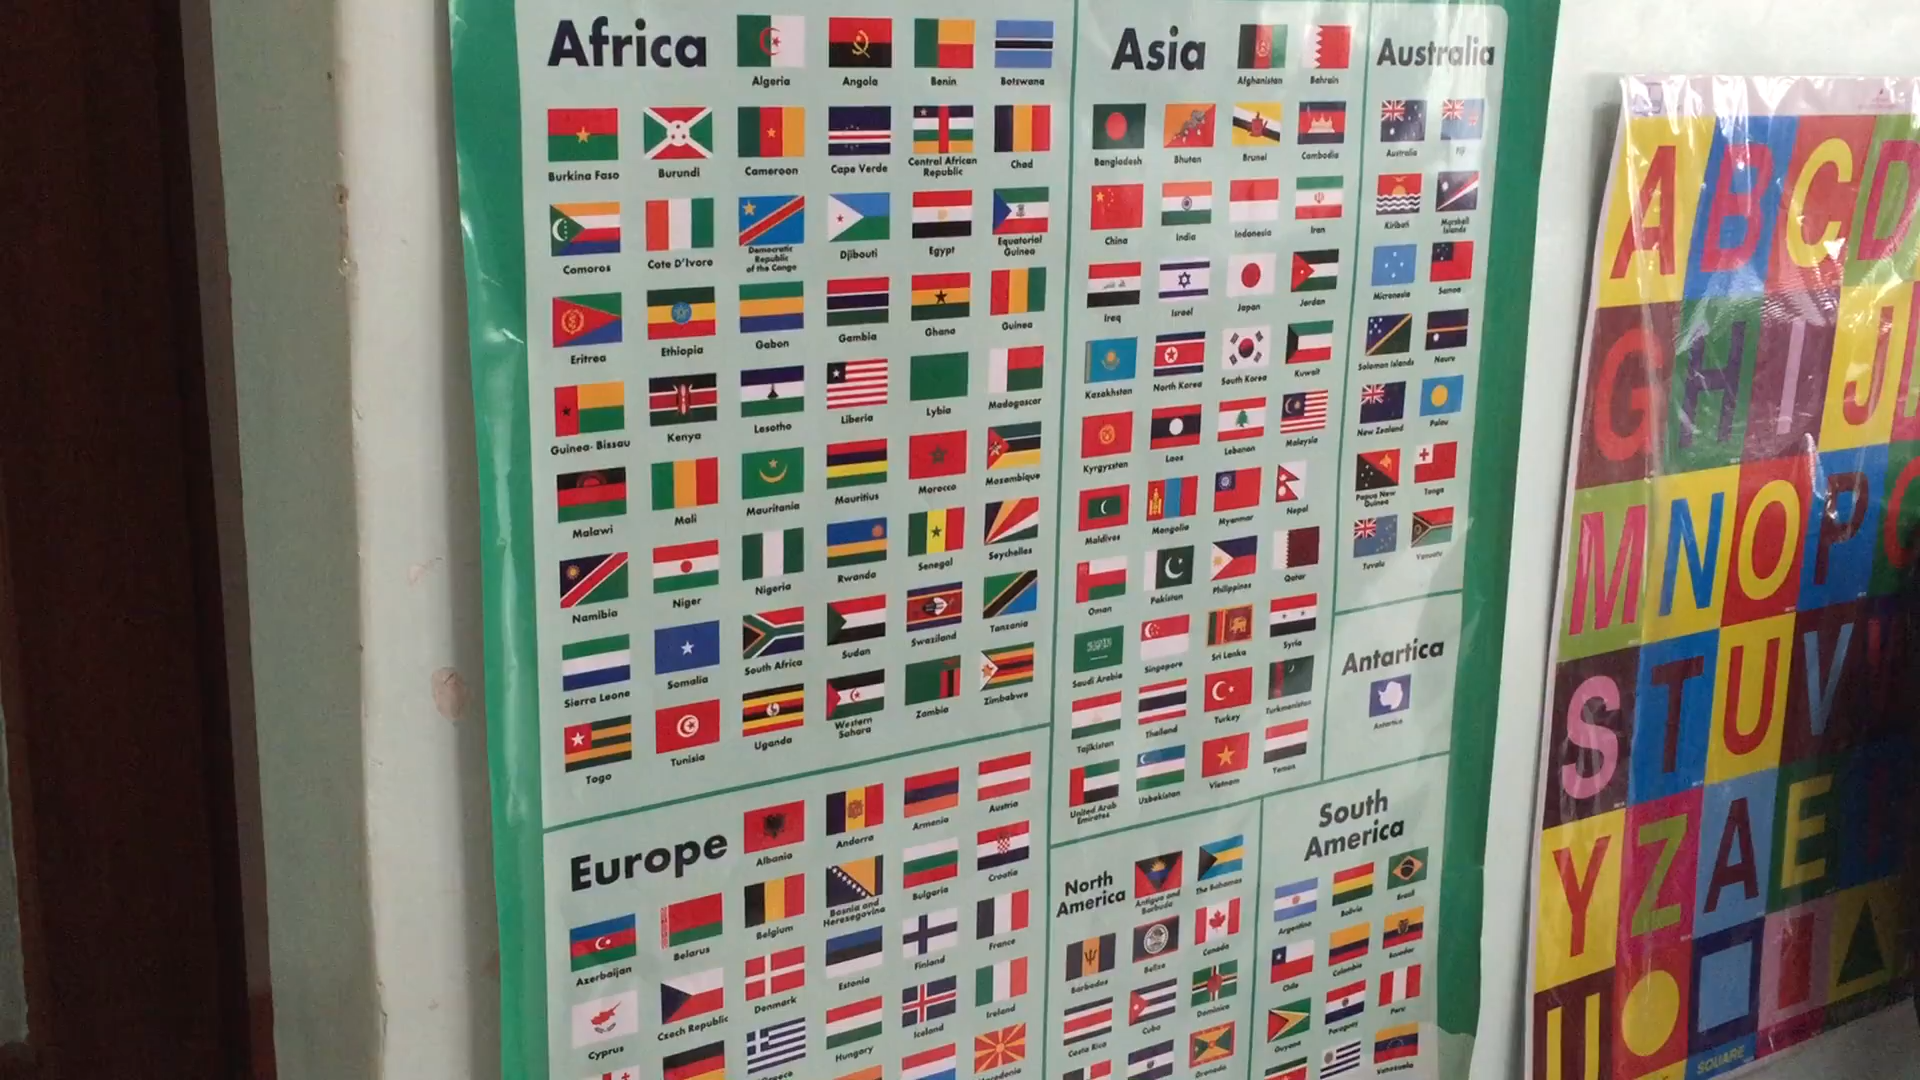 Africa
Algeria
Angola
Benin
Botswana
Burkina Faso
Burundi
Cameroon
Cape Verde
Central African
Republic
Chad
Comoros
Cote D'Ivore
Democratic
Republic
of the Congo
Djibouti
Egypt
Equatorial
Guinea
Eritrea
Ethiopia
Gabon
Gambia
Ghana
Guinea
Guinea- Bissau
Kenya
Lesotho
Liberia
Lybia
Madagascar
Malawi
Mali
Mauritania
Mauritius
Morocco
Mozambique
Namibia
Niger
Nigeria
Rwanda
Senegal
Seychelles
Sierra Leone
Somalia
South Africa
Sudan
Swaziland
Tanzania
Togo
Tunisia
Uganda
Western
Sahara
Zambia
Zimbabwe
Asia
Afghanistan
Bahrain
Bangladesh
Bhutan
Brunei
Cambodia
China
India
Indonesia
Iran
Iraq
Israel
Japan
Jordan
Kazakhstan
North Korea
South Korea
Kuwait
Kyrgyzstan
Laos
Lebanon
Malaysia
Maldives
Mongolia
Myanmar
Nepal
Oman
Pakistan
Philippines
Qatar
Saudi Arabia
Singapore
Sri Lanka
Syria
Tajikistan
Thailand
Turkey
Turkmenistan
United Arab
Emirates
Uzbekistan
Vietnam
Yemen
Australia
Australia
Fiji
Kiribati
Marshall
Islands
Micronesia
Samoa
Solomon Islands
Nauru
New Zealand
Palau
Papua New
Guinea
Tonga
Tuvalu
Vanuatu
Antartica
Antartica
Europe
Albania
Andorra
Armenia
Austria
Azerbaijan
Belarus
Belgium
Bosnia and
Herzegovina
Bulgaria
Croatia
Cyprus
Czech Republic
Denmark
Estonia
Finland
France
Greece
Hungary
Iceland
Ireland
North
America
Antigua and
Barbuda
The Bahamas
Barbados
Belize
Canada
Costa Rica
Cuba
Dominica
Grenada
South
America
Argentina
Bolivia
Brazil
Chile
Colombia
Ecuador
Guyana
Paraguay
Peru
Venezuela
A B C D
G H I J
M N O P
S T U V
Y Z A E
U
SQUARE